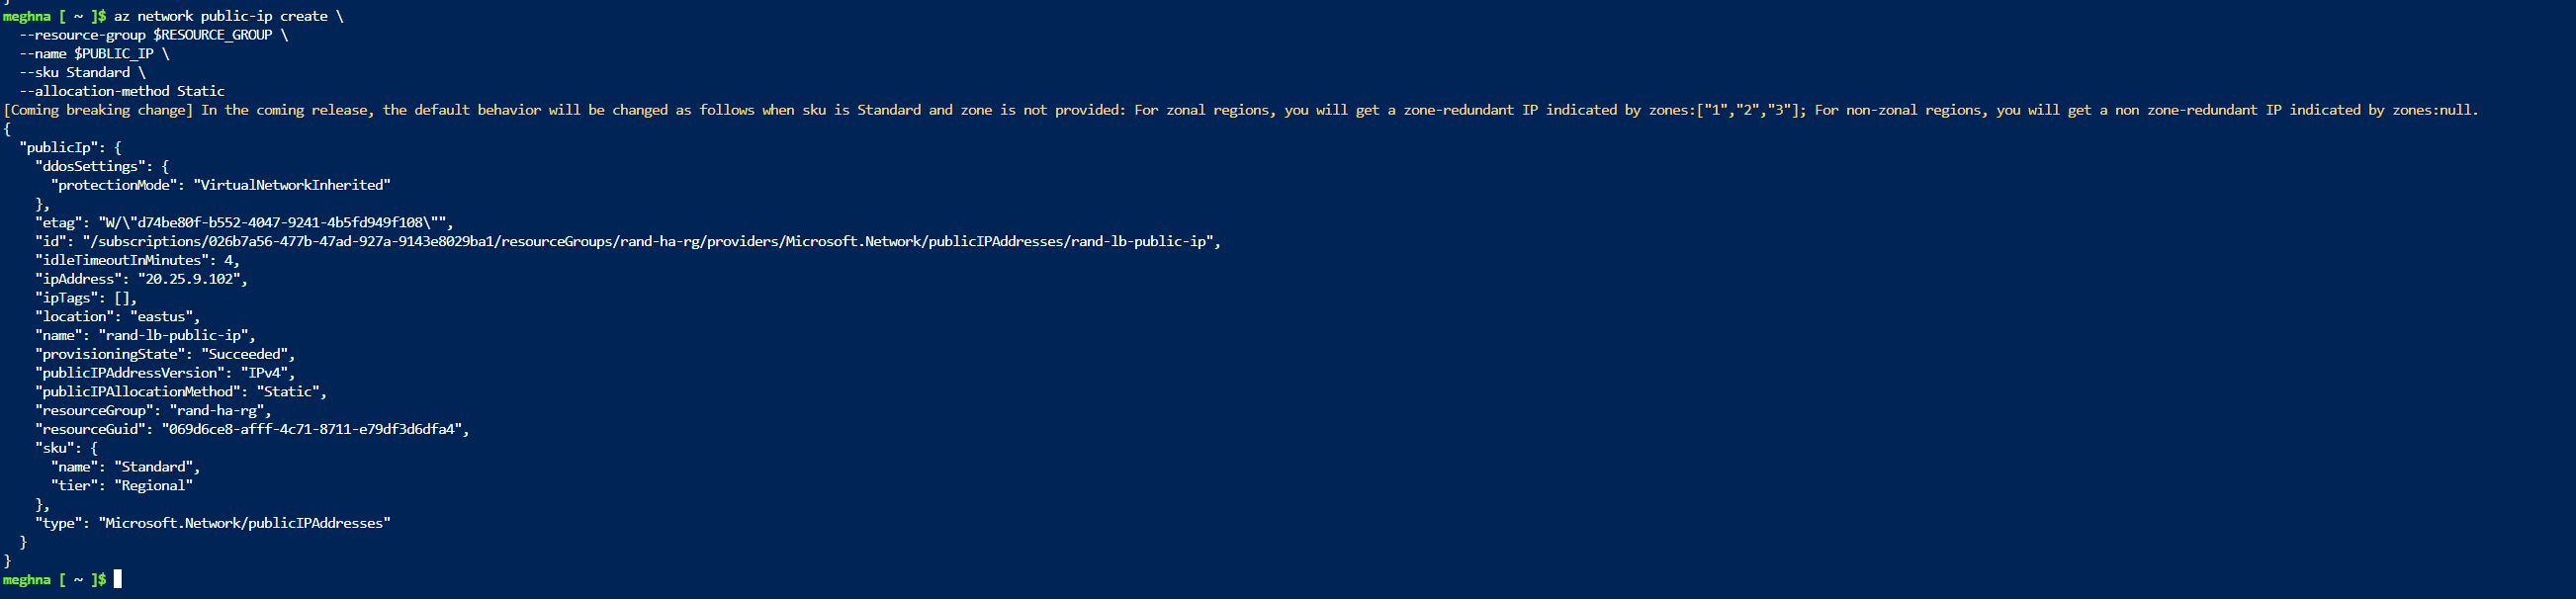 }
meghna [ ~ ]$ az network public-ip create \
  --resource-group $RESOURCE_GROUP \
  --name $PUBLIC_IP \
  --sku Standard \
  --allocation-method Static
[Coming breaking change] In the coming release, the default behavior will be changed as follows when sku is Standard and zone is not provided: For zonal regions, you will get a zone-redundant IP indicated by zones:["1","2","3"]; For non-zonal regions, you will get a non zone-redundant IP indicated by zones:null.
{
  "publicIp": {
    "ddosSettings": {
      "protectionMode": "VirtualNetworkInherited"
    },
    "etag": "W/\"d74be80f-b552-4047-9241-4b5fd949f108\"",
    "id": "/subscriptions/026b7a56-477b-47ad-927a-9143e8029ba1/resourceGroups/rand-ha-rg/providers/Microsoft.Network/publicIPAddresses/rand-lb-public-ip",
    "idleTimeoutInMinutes": 4,
    "ipAddress": "20.25.9.102",
    "ipTags": [],
    "location": "eastus",
    "name": "rand-lb-public-ip",
    "provisioningState": "Succeeded",
    "publicIPAddressVersion": "IPv4",
    "publicIPAllocationMethod": "Static",
    "resourceGroup": "rand-ha-rg",
    "resourceGuid": "069d6ce8-afff-4c71-8711-e79df3d6dfa4",
    "sku": {
      "name": "Standard",
      "tier": "Regional"
    },
    "type": "Microsoft.Network/publicIPAddresses"
  }
}
meghna [ ~ ]$